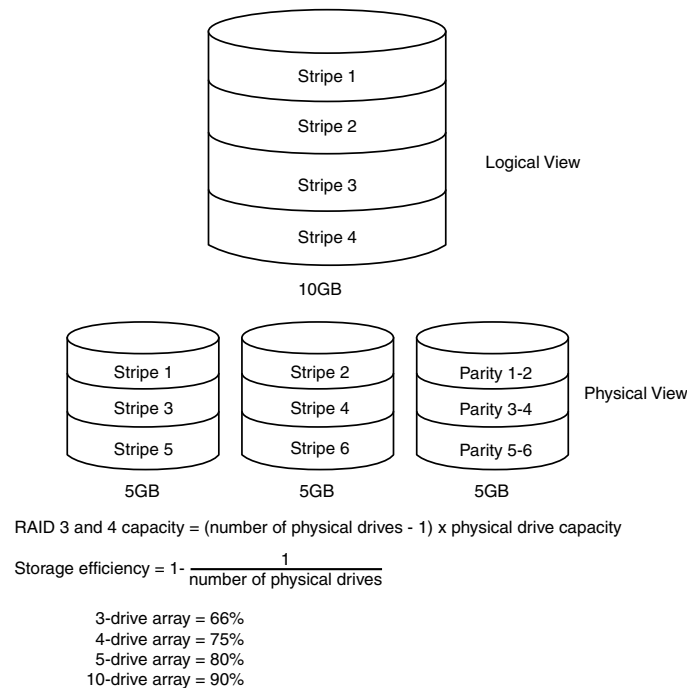 Stripe 1
Stripe 2
Stripe 3
Stripe 4
Logical View
10GB
Stripe 1
Stripe 3
Stripe 5
5GB
Stripe 2
Stripe 4
Stripe 6
5GB
Parity 1-2
Parity 3-4
Parity 5-6
5GB
Physical View
RAID 3 and 4 capacity = (number of physical drives - 1) x physical drive capacity
Storage efficiency = 1- 1
number of physical drives
3-drive array = 66%
4-drive array = 75%
5-drive array = 80%
10-drive array = 90%